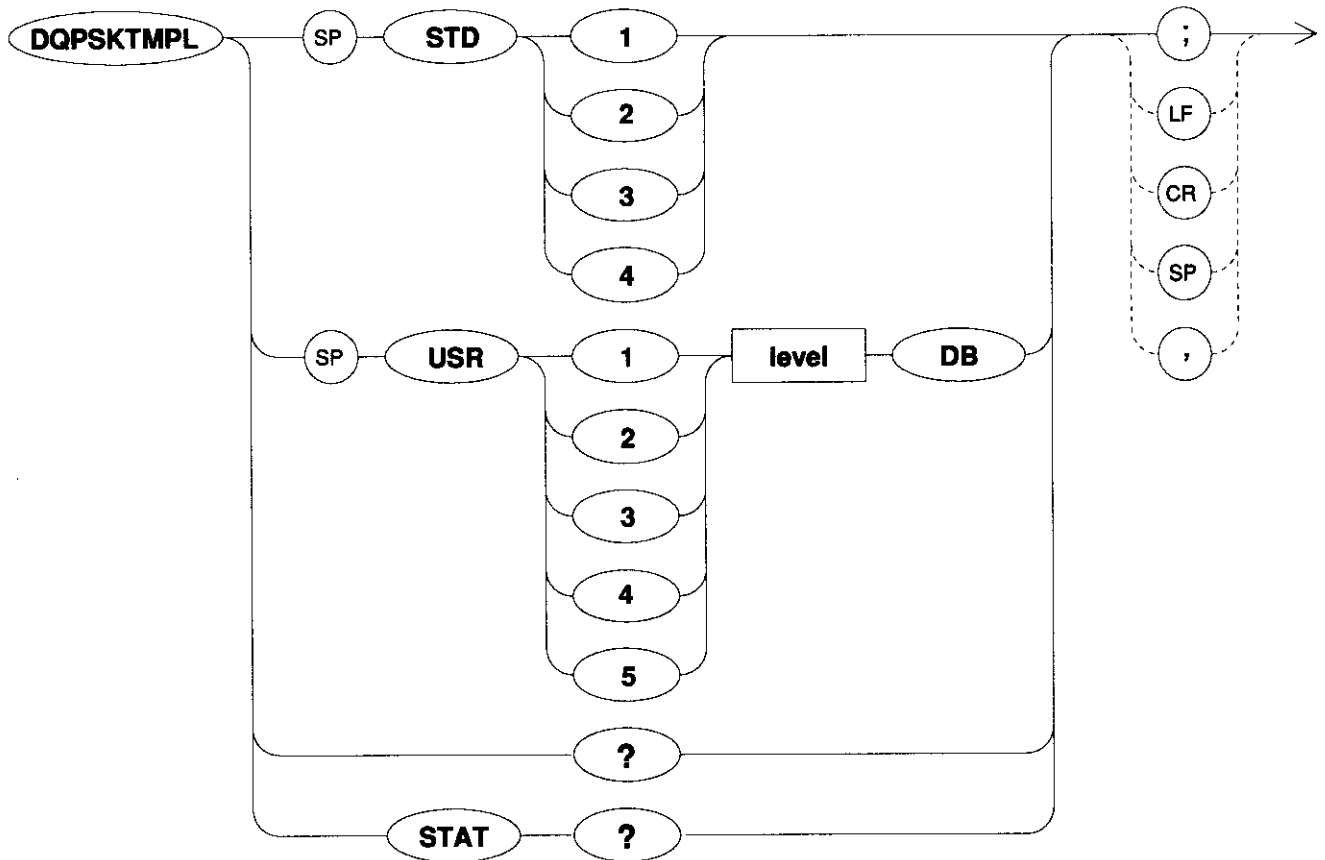 DQPSKTMPL SP STD 1 ;
2 LF
3 CR
4 SP
SP USR 1 level DB ,
2
3
4
5
?
STAT ?